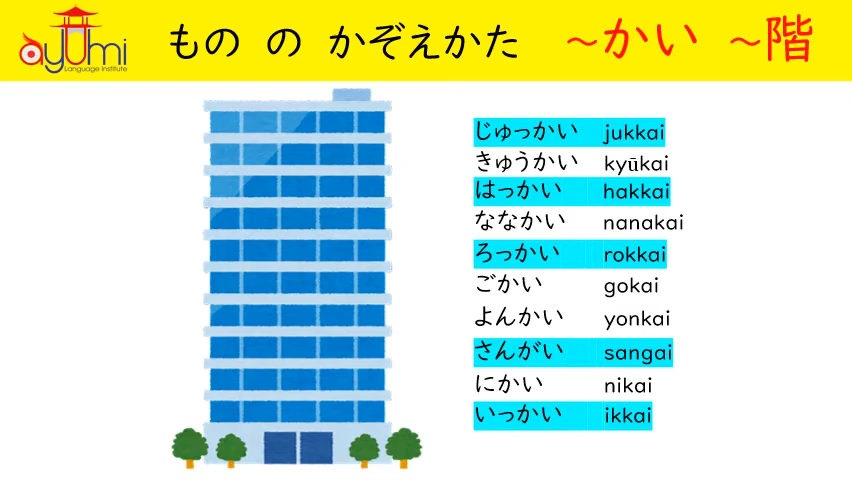 ayUmi
Language Institute
もの の かぞえかた ~かい ~階
じゅっかい jukkai
きゅうかい kyūkai
はっかい hakkai
ななかい nanakai
ろっかい rokkai
ごかい gokai
よんかい yonkai
さんがい sangai
にかい nikai
いっかい ikkai